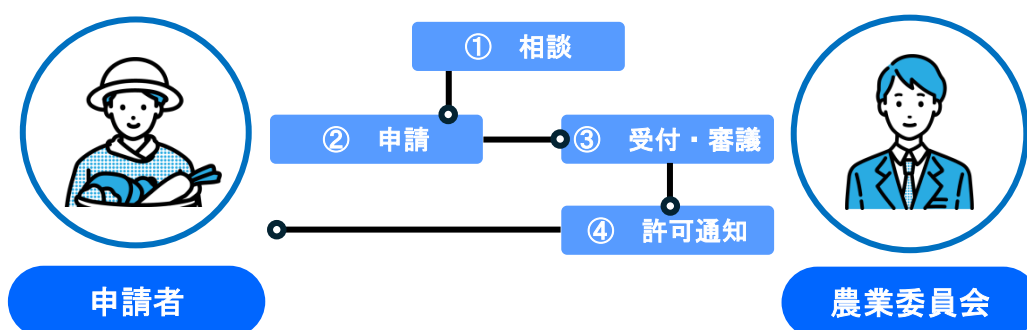 ① 相談
② 申請
③ 受付・審議
④ 許可通知
申請者
農業委員会